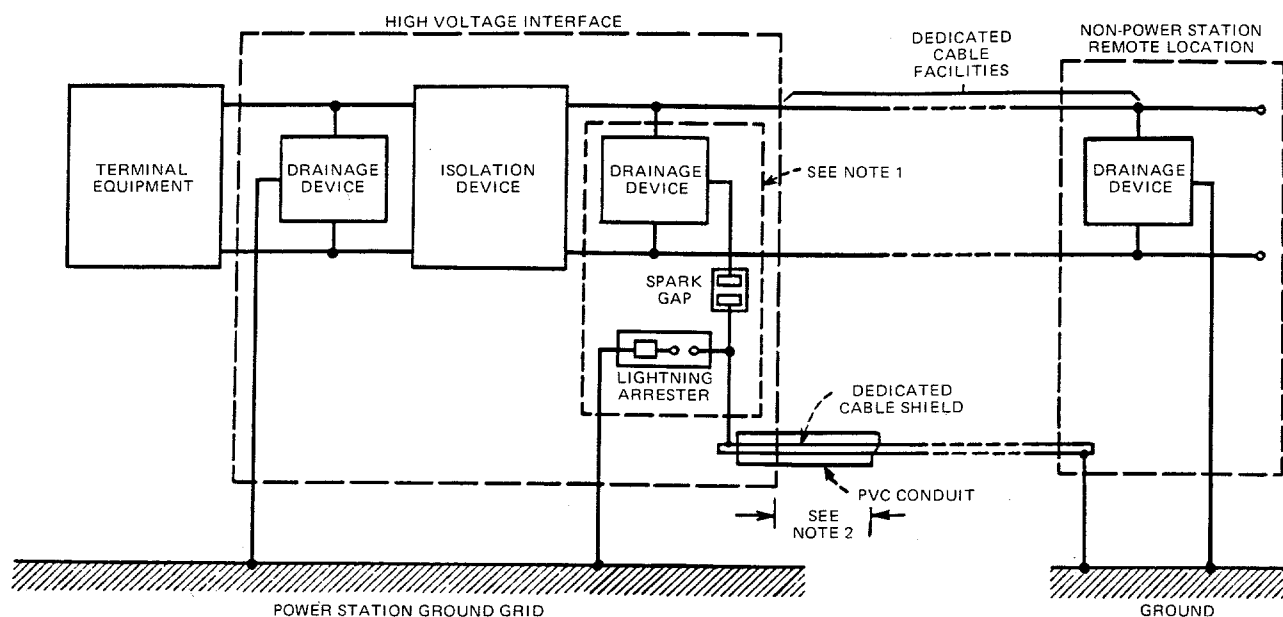 HIGH VOLTAGE INTERFACE
DEDICATED
CABLE
FACILITIES
NON-POWER STATION
REMOTE LOCATION
TERMINAL
EQUIPMENT
DRAINAGE
DEVICE
ISOLATION
DEVICE
DRAINAGE
DEVICE
SEE NOTE 1
DRAINAGE
DEVICE
SPARK
GAP
LIGHTNING
ARRESTER
DEDICATED
CABLE SHIELD
PVC CONDUIT
SEE
NOTE 2
POWER STATION GROUND GRID
GROUND